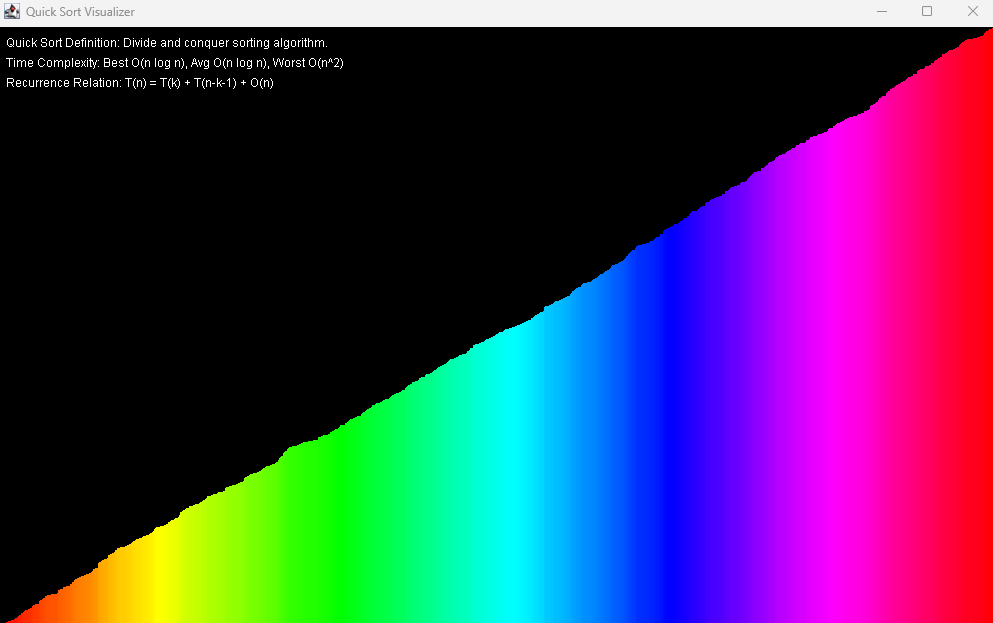 Quick Sort Visualizer
Quick Sort Definition: Divide and conquer sorting algorithm.
Time Complexity: Best O(n log n), Avg O(n log n), Worst O(n^2)
Recurrence Relation: T(n) = T(k) + T(n-k-1) + O(n)